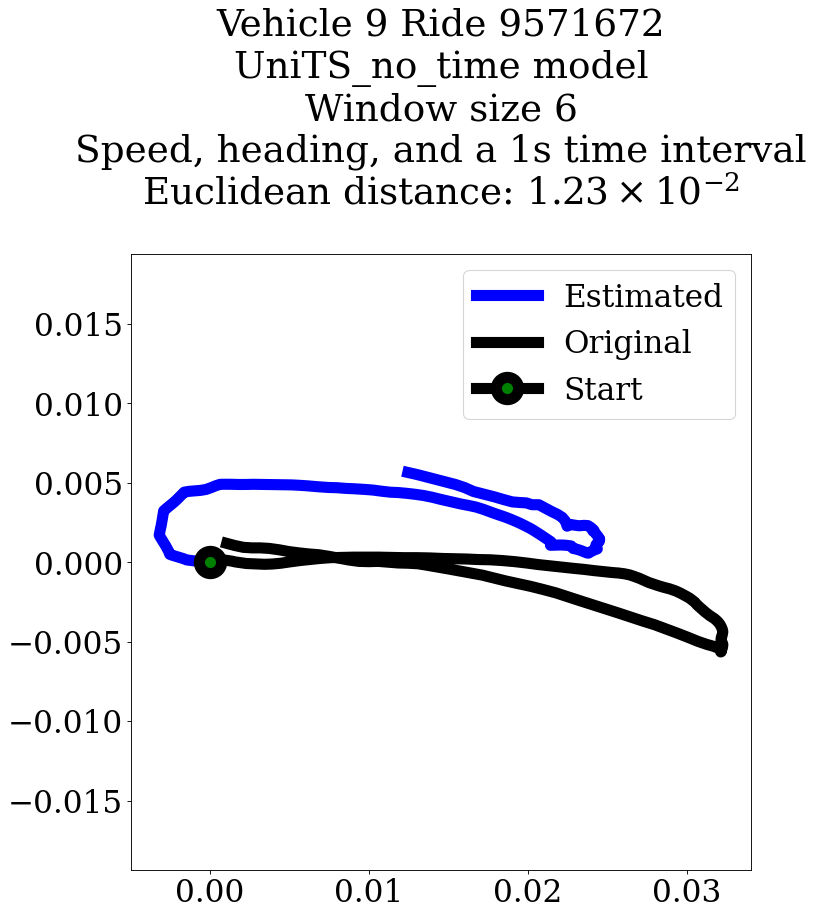 Vehicle 9 Ride 9571672
UniTS_no_time model
Window size 6
Speed, heading, and a 1s time interval
Euclidean distance: 1.23 × 10⁻²
Estimated
Original
Start
0.015
0.010
0.005
0.000
−0.005
−0.010
−0.015
0.00 0.01 0.02 0.03